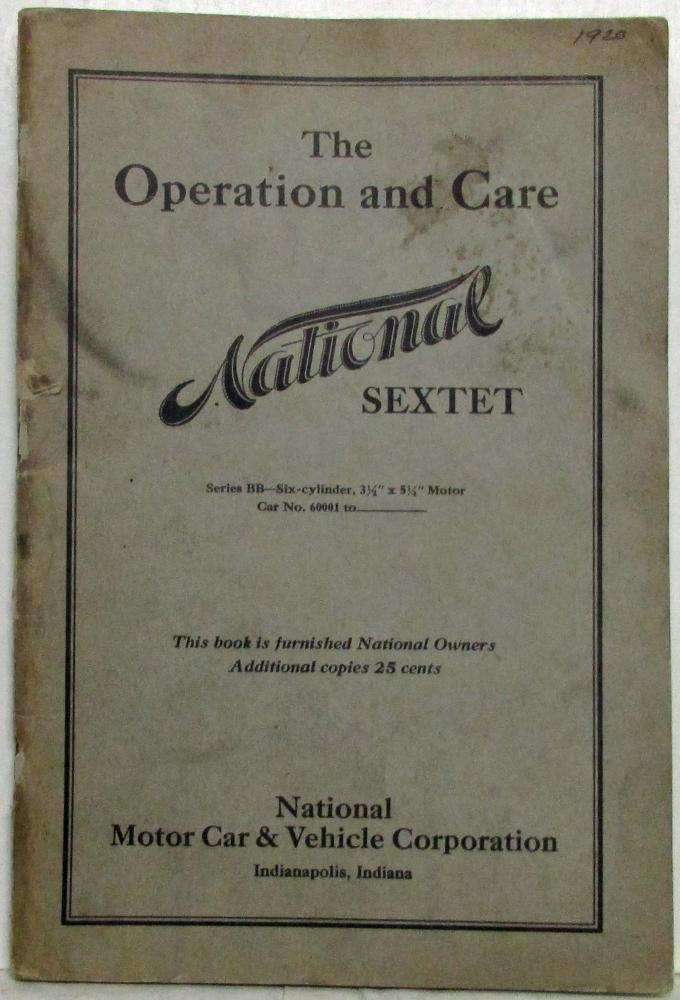 1920
The
Operation and Care
National
SEXTET
Series BB—Six-cylinder, 3½" x 5¼" Motor
Car No. 60001 to
This book is furnished National Owners
Additional copies 25 cents
National
Motor Car & Vehicle Corporation
Indianapolis, Indiana